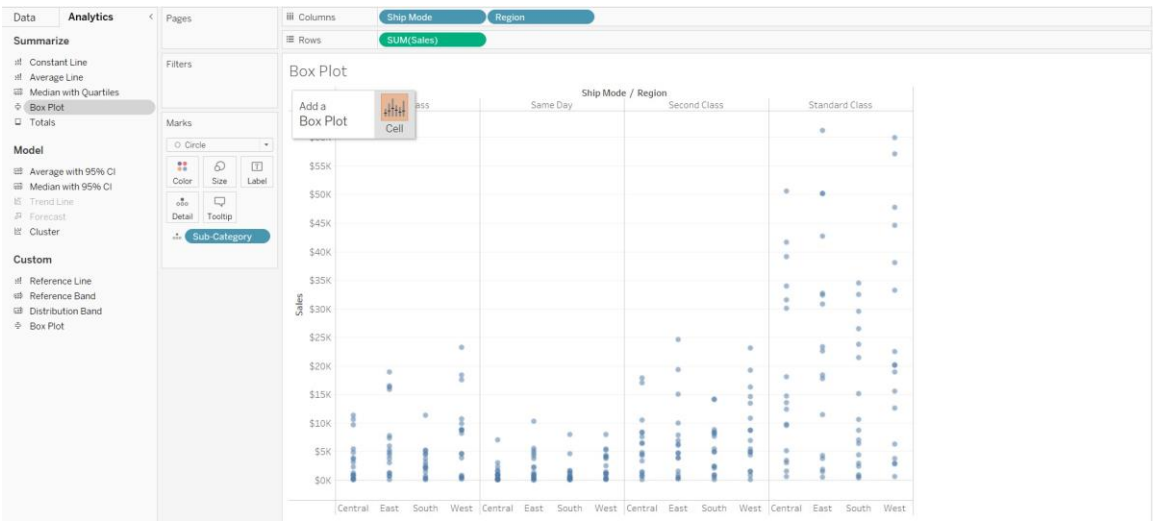 Data Analytics
Summarize
Constant Line
Average Line
Median with Quartiles
Box Plot
Totals
Model
Average with 95% CI
Median with 95% CI
Trend Line
Forecast
Cluster
Custom
Reference Line
Reference Band
Distribution Band
Box Plot
Pages
Filters
Marks
Circle
Color Size Label
Detail Tooltip
Sub-Category
Columns Ship Mode Region
Rows SUM(Sales)
Box Plot
Ship Mode / Region
Add a
Box Plot
Cell
Same Day Second Class Standard Class
$55K
$50K
$45K
$40K
$35K
$30K
$25K
$20K
$15K
$10K
$5K
$0K
Sales
Central East South West Central East South West Central East South West Central East South West